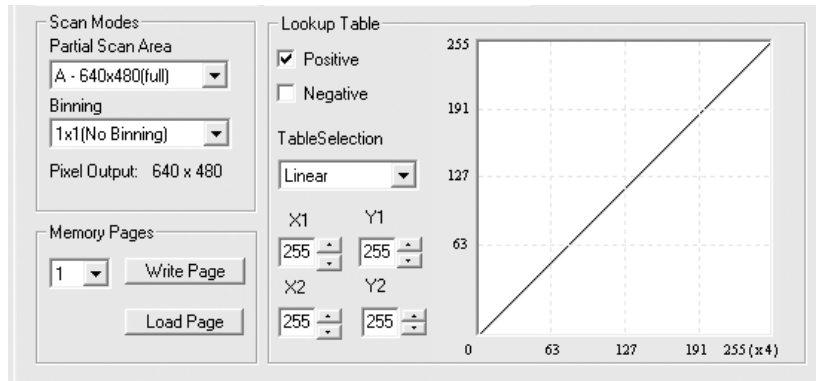 Scan Modes
Partial Scan Area
A - 640x480(full)
Binning
1x1(No Binning)
Pixel Output: 640 x 480
Memory Pages
1
Write Page
Load Page
Lookup Table
Positive
Negative
TableSelection
Linear
X1 Y1
255 255
X2 Y2
255 255
255
191
127
63
0 63 127 191 255(x4)